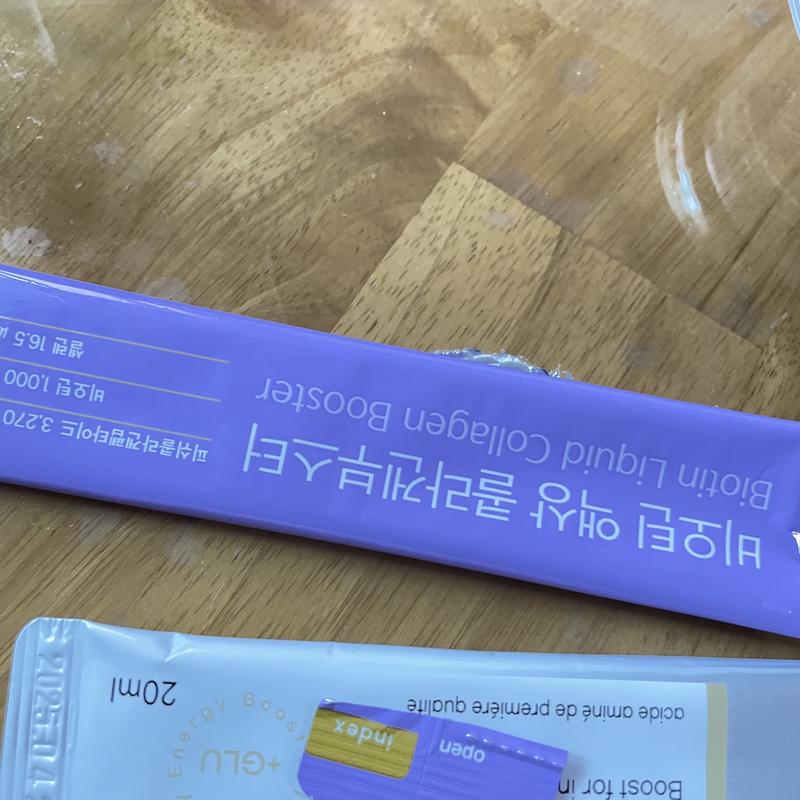 비오틴 액상 콜라겐부스터
Biotin Liquid Collagen Booster
피쉬콜라겐펩타이드 3,270
비오틴 1,000
셀렌 16.5
Boost for in
acide aminé de première qualite
open
index
+GLU
Energy Boost
20ml